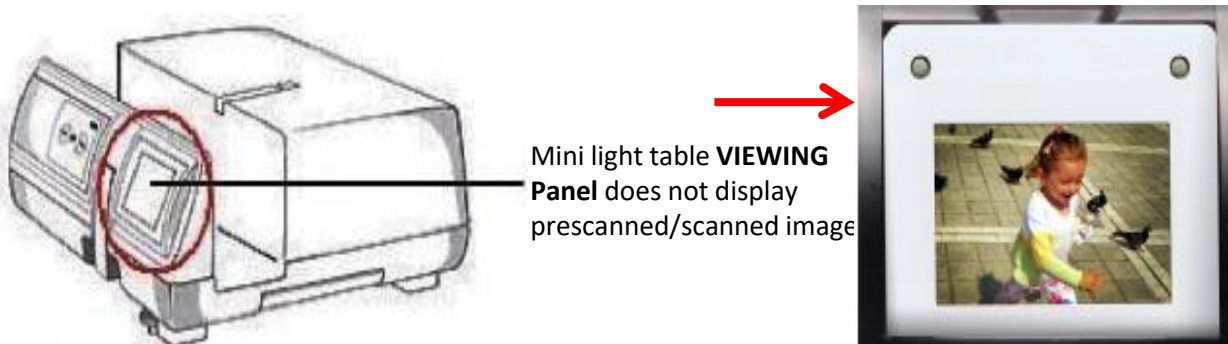 Mini light table VIEWING
Panel does not display
prescanned/scanned image